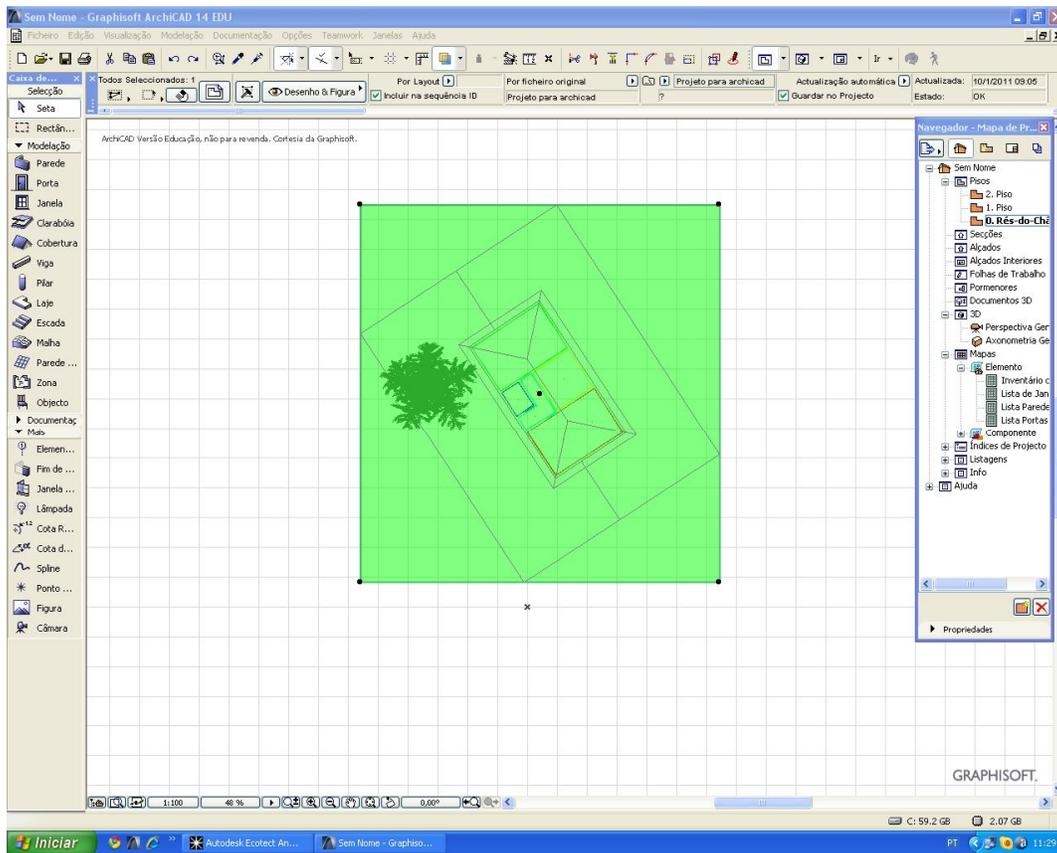 Sem Nome - Graphisoft ArchiCAD 14 EDU
Ficheiro Edição Visualização Modelação Documentação Opções Teamwork Janelas Ajuda
Caixa de...
Selecção
Seta
Rectân...
Modelação
Parede
Porta
Janela
Clarabóia
Cobertura
Viga
Pilar
Laje
Escada
Malha
Parede ...
Zona
Objecto
Documentaç
Mais
Elemen...
Fim de ...
Janela ...
Lâmpada
Cota R...
Cota d...
Spline
Ponto ...
Figura
Câmara
Todos Seleccionados: 1
Desenho & Figura
Por Layout
Incluir na sequência ID
Por ficheiro original
Projeto para archicad
Projeto para archicad
?
Actualização automática
Guardar no Projecto
Actualizada: 10/1/2011 09:05
Estado: OK
ArchiCAD Versão Educação, não para revenda. Cortesia da Graphisoft.
Navegador - Mapa de Pr...
Sem Nome
Pisos
2. Piso
1. Piso
0. Rés-do-Chã
Secções
Alçados
Alçados Interiores
Folhas de Trabalho
Pormenores
Documentos 3D
3D
Perspectiva Ger
Axonometria Ge
Mapas
Elemento
Inventário c
Lista de Jan
Lista Parede
Lista Portas
Componente
Índices de Projecto
Listagens
Info
Ajuda
Propriedades
GRAPHISOFT.
1:100
48 %
0,00°
C: 59.2 GB
2.07 GB
Iniciar
Autodesk Ecotect An...
Sem Nome - Graphiso...
PT
11:29